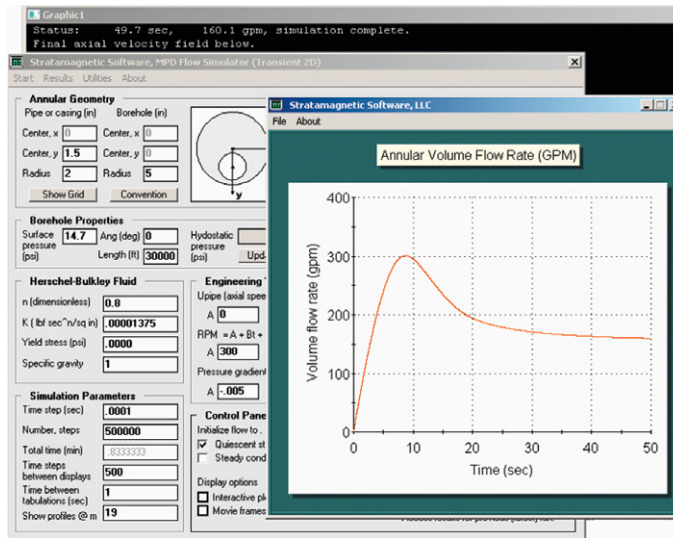 Graphic1
Status: 49.7 sec, 160.1 gpm, simulation complete.
Final axial velocity field below.
Stratamagnetic Software, MPD Flow Simulator (Transient 2D)
Start Results Utilities About
Annular Geometry
Pipe or casing (in) Borehole (in)
Center, x 0 Center, x 0
Center, y 1.5 Center, y 0
Radius 2 Radius 5
Show Grid Convention
y
Borehole Properties
Surface pressure (psi) 14.7 Ang (deg) 0 Length (ft) 30000
Hydostatic pressure (psi)
Herschel-Bulkley Fluid
n (dimensionless) 0.8
K ( lbf sec^n/sq in) .00001375
Yield stress (psi) .0000
Specific gravity 1
Engineering
Upipe (axial
A 0
RPM = A + Bt +
A 300
Pressure gradient
A -.005
Simulation Parameters
Time step (sec) .0001
Number, steps 500000
Total time (min) .8333333
Time steps between displays 500
Time between tabulations (sec) 1
Show profiles @ m 19
Control
Initialize flow to .
Quiescent
Steady
Display options
Interactive
Movie frames
Stratamagnetic Software, LLC
File About
Annular Volume Flow Rate (GPM)
Volume flow rate (gpm)
400
300
200
100
0
0 10 20 30 40 50
Time (sec)